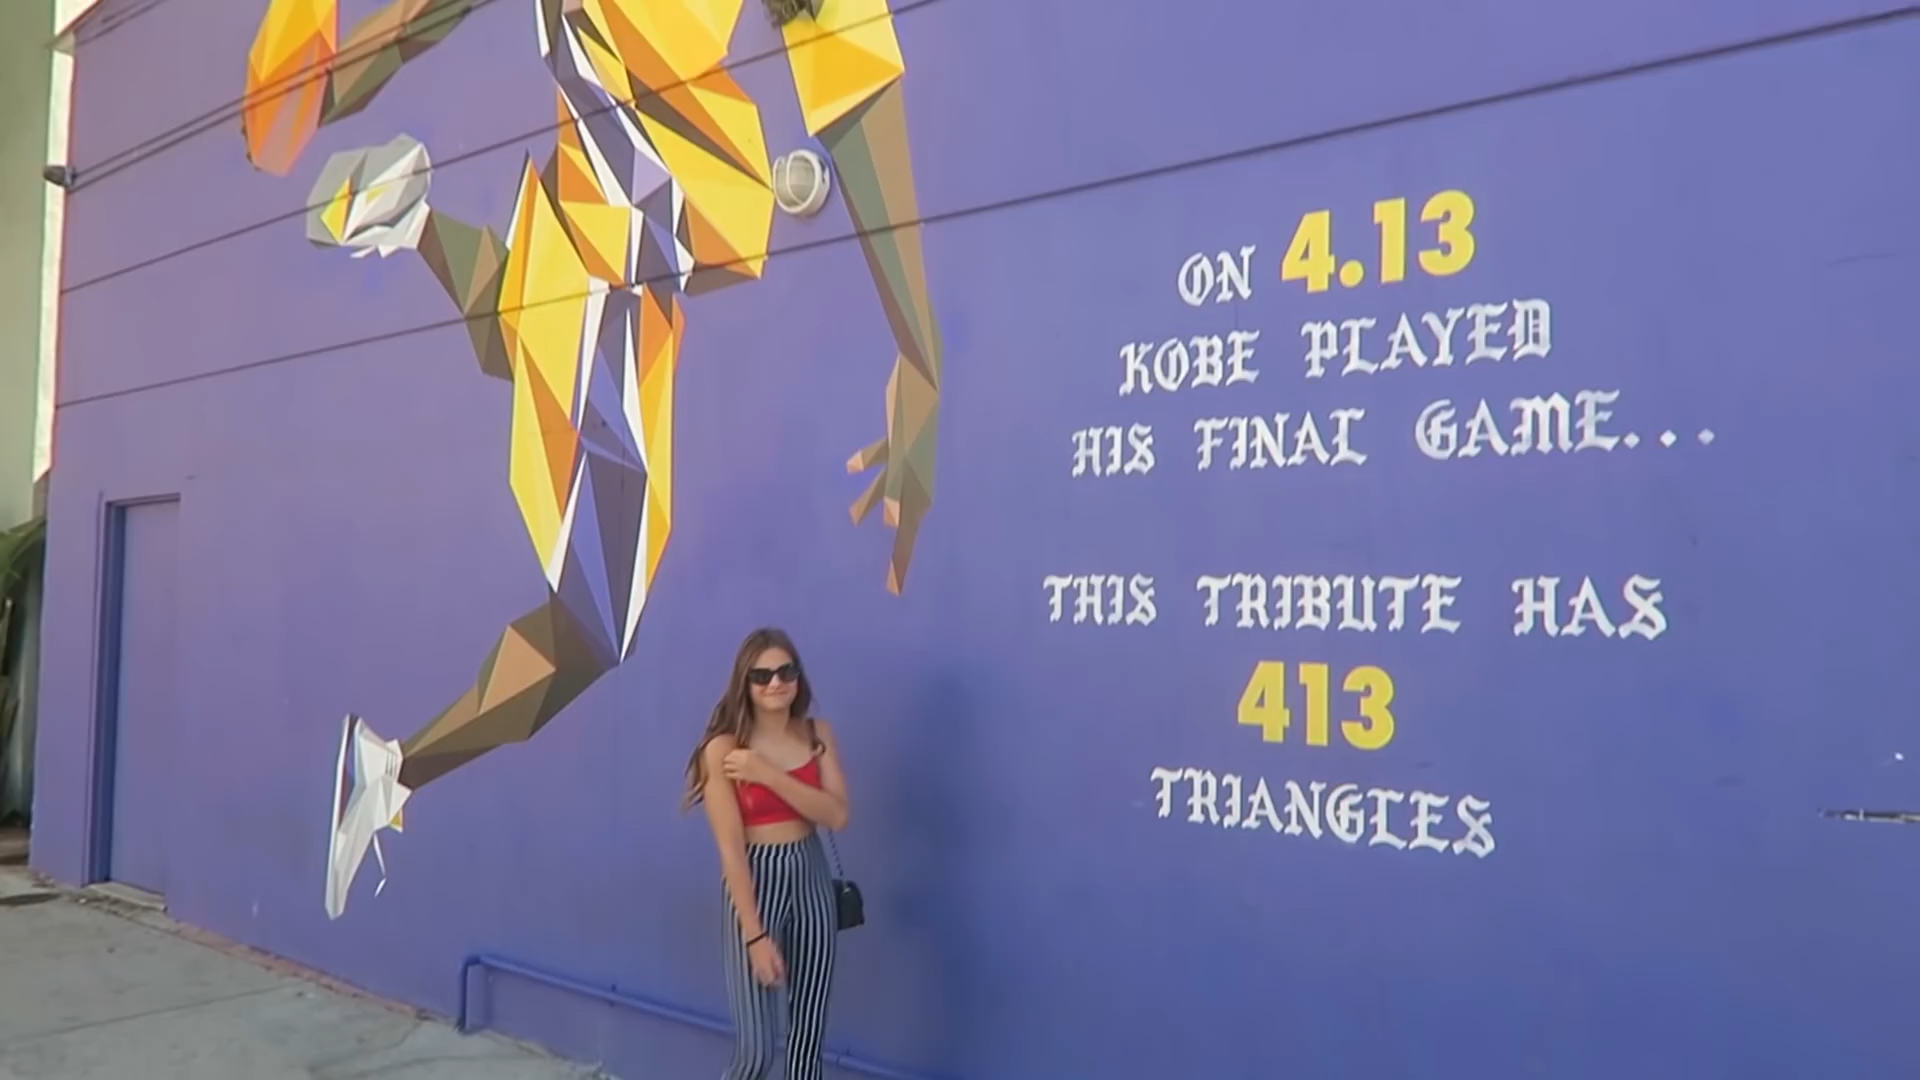 ON 4.13
KOBE PLAYED
HIS FINAL GAME...
THIS TRIBUTE HAS
413
TRIANGLES